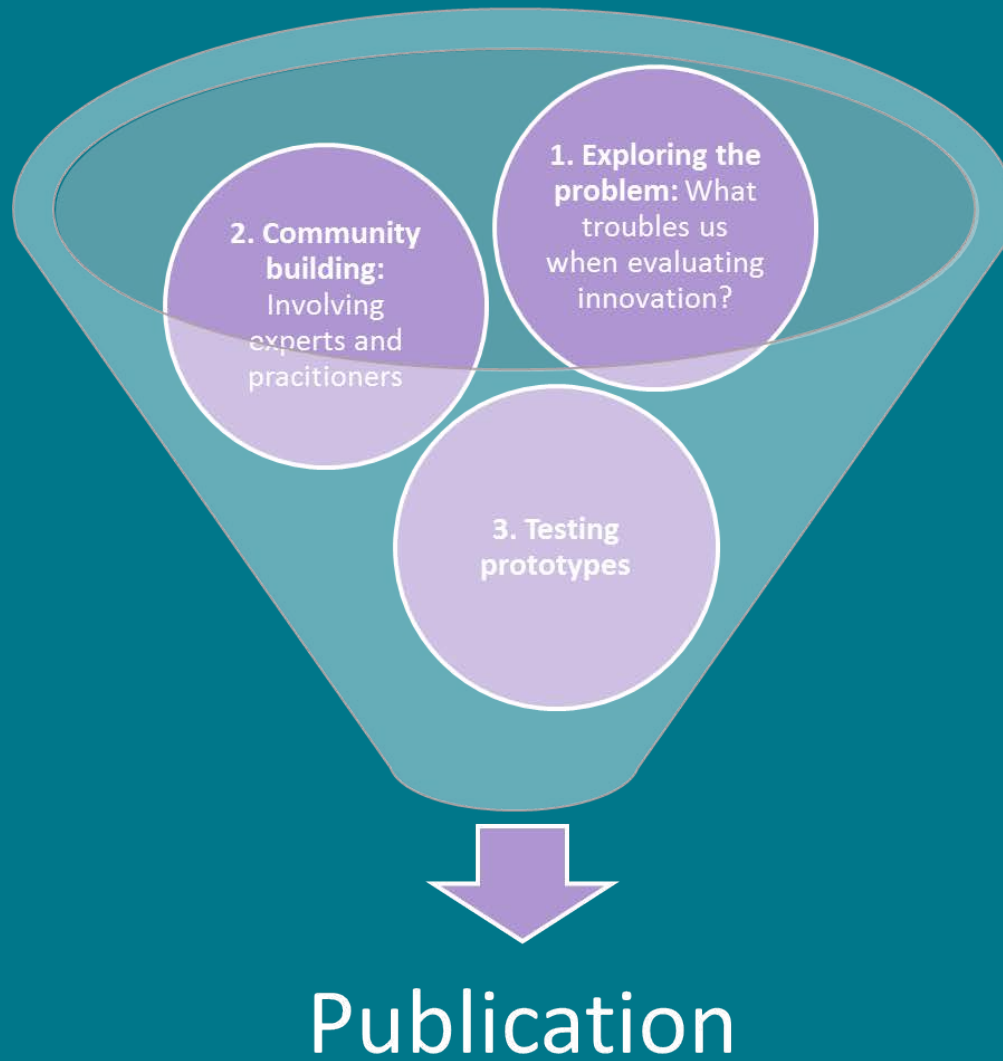 1. Exploring the
problem: What
troubles us
when evaluating
innovation?
2. Community
building:
Involving
experts and
pracitioners
3. Testing
prototypes
Publication